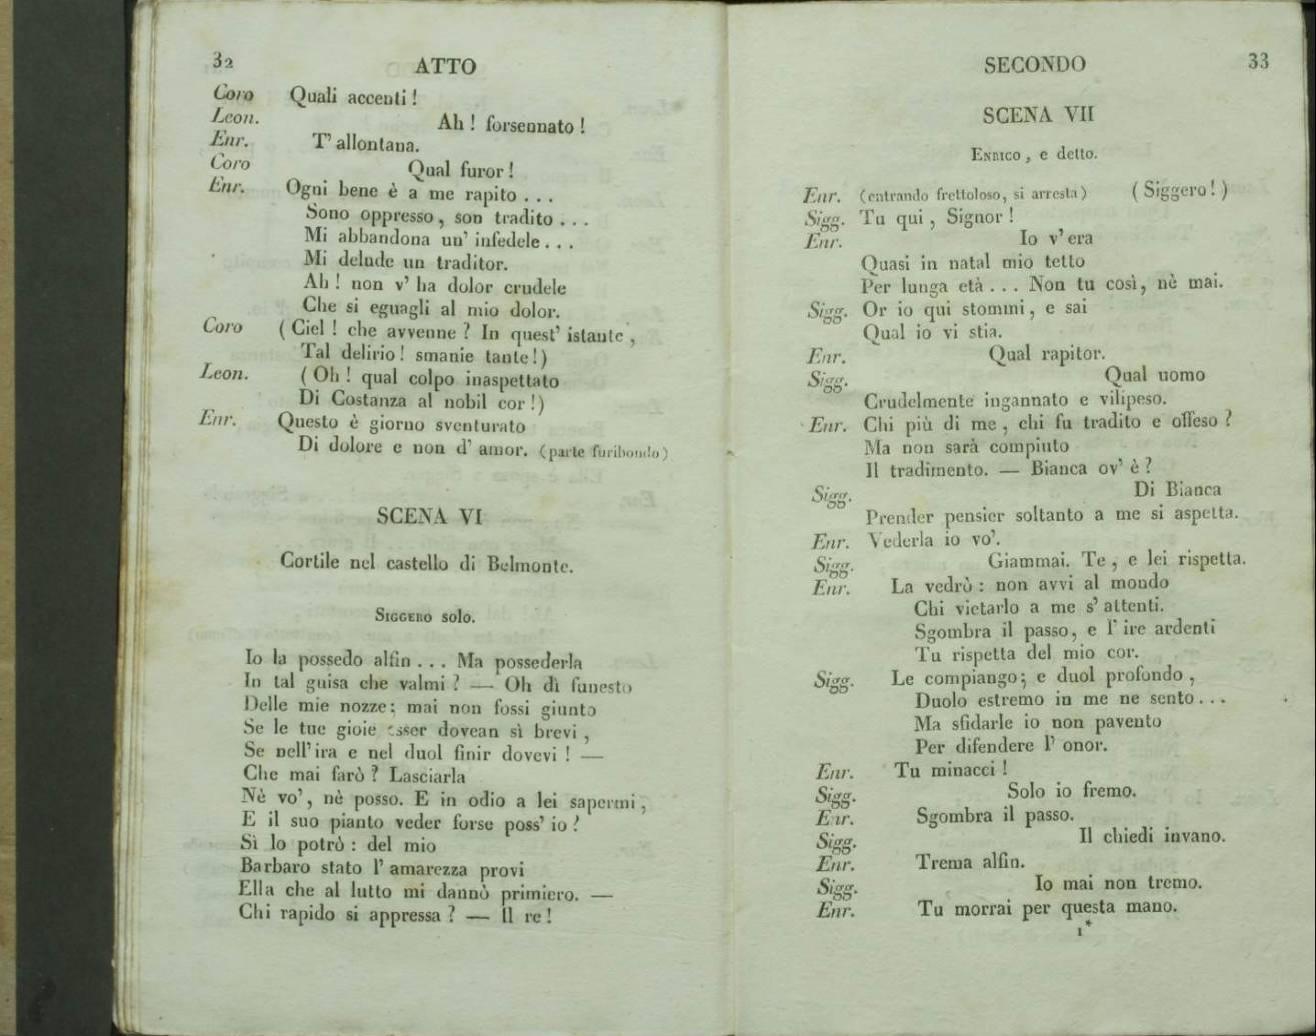 32
ATTO
Coro Quali accenti !
Leon. Ah ! forsennato !
Enr. T' allontana.
Coro Qual furor !
Enr. Ogni bene è a me rapito . . .
Sono oppresso, son tradito . . .
Mi abbandona un' infedele . . .
Mi delude un traditor.
Ah ! non v' ha dolor crudele
Che si eguagli al mio dolor.
Coro ( Ciel ! che avvenne ? In quest' istante ,
Tal delirio ! smanie tante ! )
Leon. ( Oh ! qual colpo inaspettato
Di Costanza al nobil cor ! )
Enr. Questo è giorno sventurato
Di dolore e non d' amor. (parte furibondo)
SCENA VI
Cortile nel castello di Belmonte.
SIGGERO solo.
Io la possedo alfin . . . Ma possederla
In tal guisa che valmi ? — Oh dì funesto
Delle mie nozze; mai non fossi giunto
Se le tue gioie esser dovean sì brevi ,
Se nell' ira e nel duol finir dovevi ! —
Che mai farò ? Lasciarla
Nè vo', nè posso. E in odio a lei sapermi ,
E il suo pianto veder forse poss' io ?
Sì lo potrò : del mio
Barbaro stato l' amarezza provi
Ella che al lutto mi dannò primiero. —
Chi rapido si appressa ? — Il re !
SECONDO
33
SCENA VII
ENRICO , e detto.
Enr. (entrando frettoloso, si arresta) ( Siggero ! )
Sigg. Tu qui , Signor !
Enr. Io v' era
Quasi in natal mio tetto
Per lunga età . . . Non tu così, nè mai.
Sigg. Or io qui stommi , e sai
Qual io vi stia.
Enr. Qual rapitor.
Sigg. Qual uomo
Crudelmente ingannato e vilipeso.
Enr. Chi più di me , chi fu tradito e offeso ?
Ma non sarà compiuto
Il tradimento. — Bianca ov' è ?
Sigg. Di Bianca
Prender pensier soltanto a me si aspetta.
Enr. Vederla io vo'.
Sigg. Giammai. Te , e lei rispetta.
Enr. La vedrò : non avvi al mondo
Chi vietarlo a me s' attenti.
Sgombra il passo, e l' ire ardenti
Tu rispetta del mio cor.
Sigg. Le compiango; e duol profondo ,
Duolo estremo in me ne sento . . .
Ma sfidarle io non pavento
Per difendere l' onor.
Enr. Tu minacci !
Sigg. Solo io fremo.
Enr. Sgombra il passo.
Sigg. Il chiedi invano.
Enr. Trema alfin.
Sigg. Io mai non tremo.
Enr. Tu morrai per questa mano.
1*